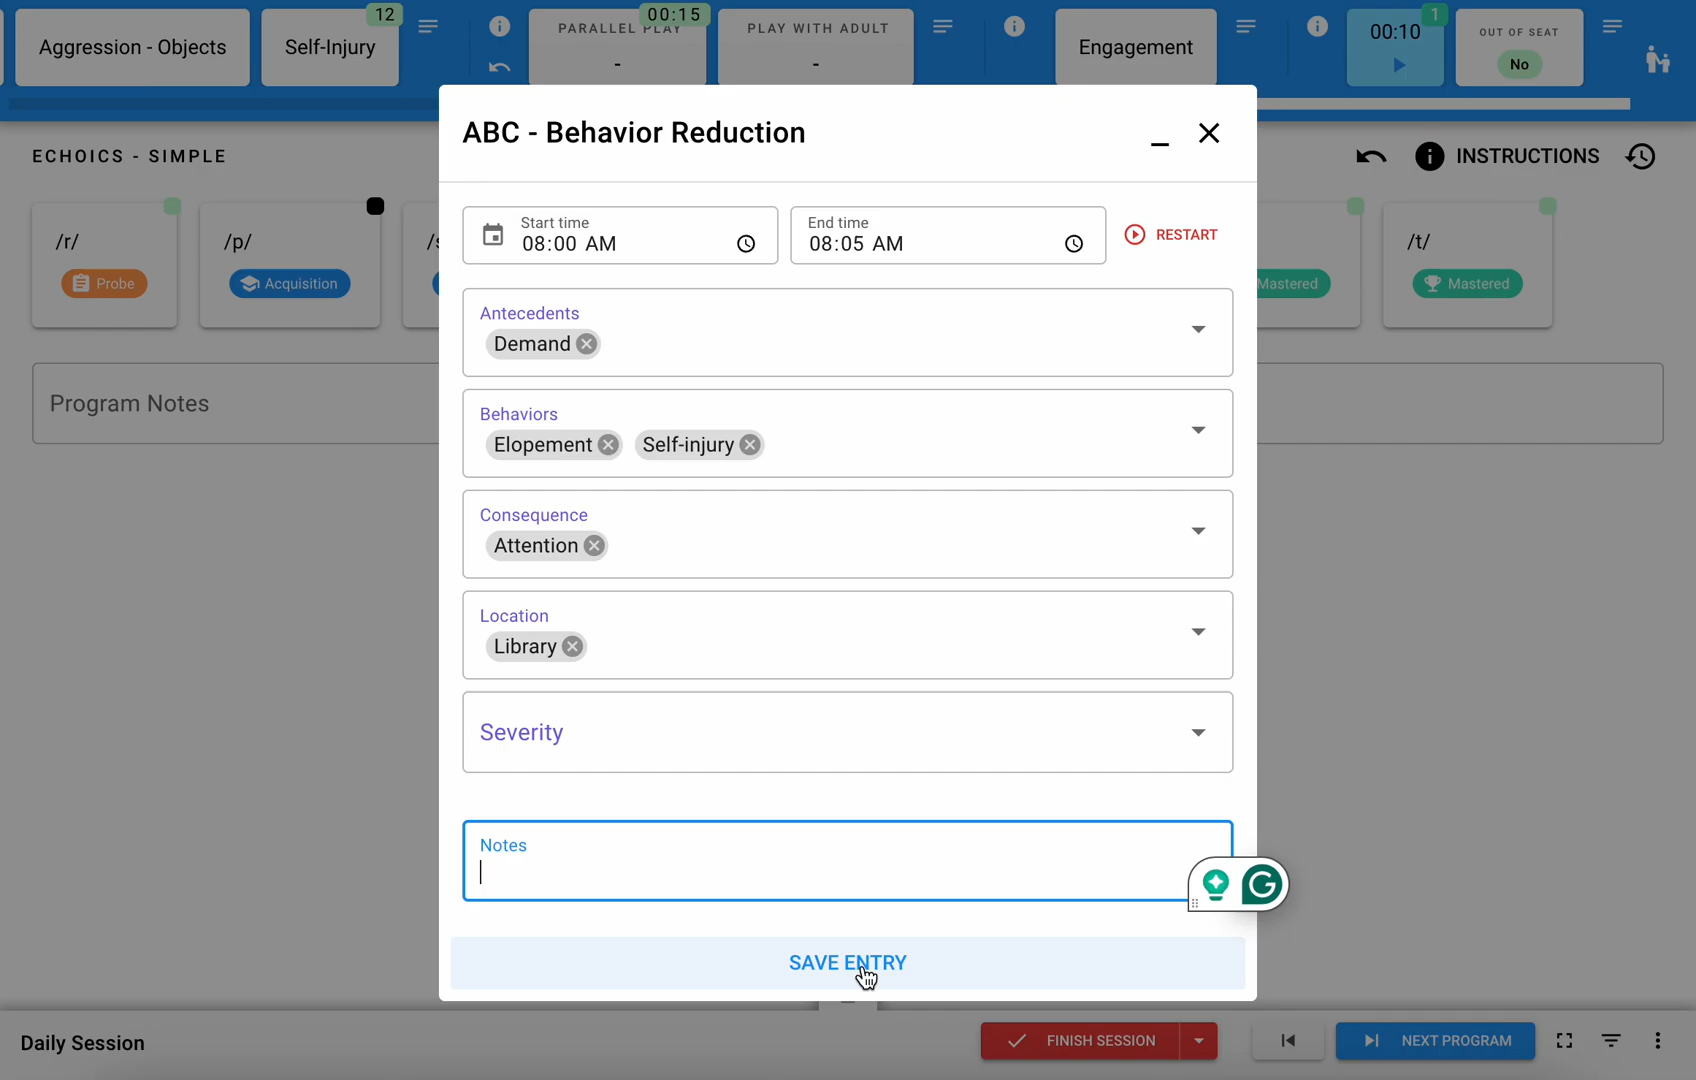 Aggression - Objects
Self-Injury
12
PARALLEL PLAY
-
00:15
PLAY WITH ADULT
-
Engagement
00:10
1
OUT OF SEAT
No
ECHOICS - SIMPLE
INSTRUCTIONS
/r/
Probe
/p/
Acquisition
Mastered
/t/
Mastered
Program Notes
ABC - Behavior Reduction
Start time
08:00 AM
End time
08:05 AM
RESTART
Antecedents
Demand
Behaviors
Elopement
Self-injury
Consequence
Attention
Location
Library
Severity
Notes
SAVE ENTRY
Daily Session
FINISH SESSION
NEXT PROGRAM